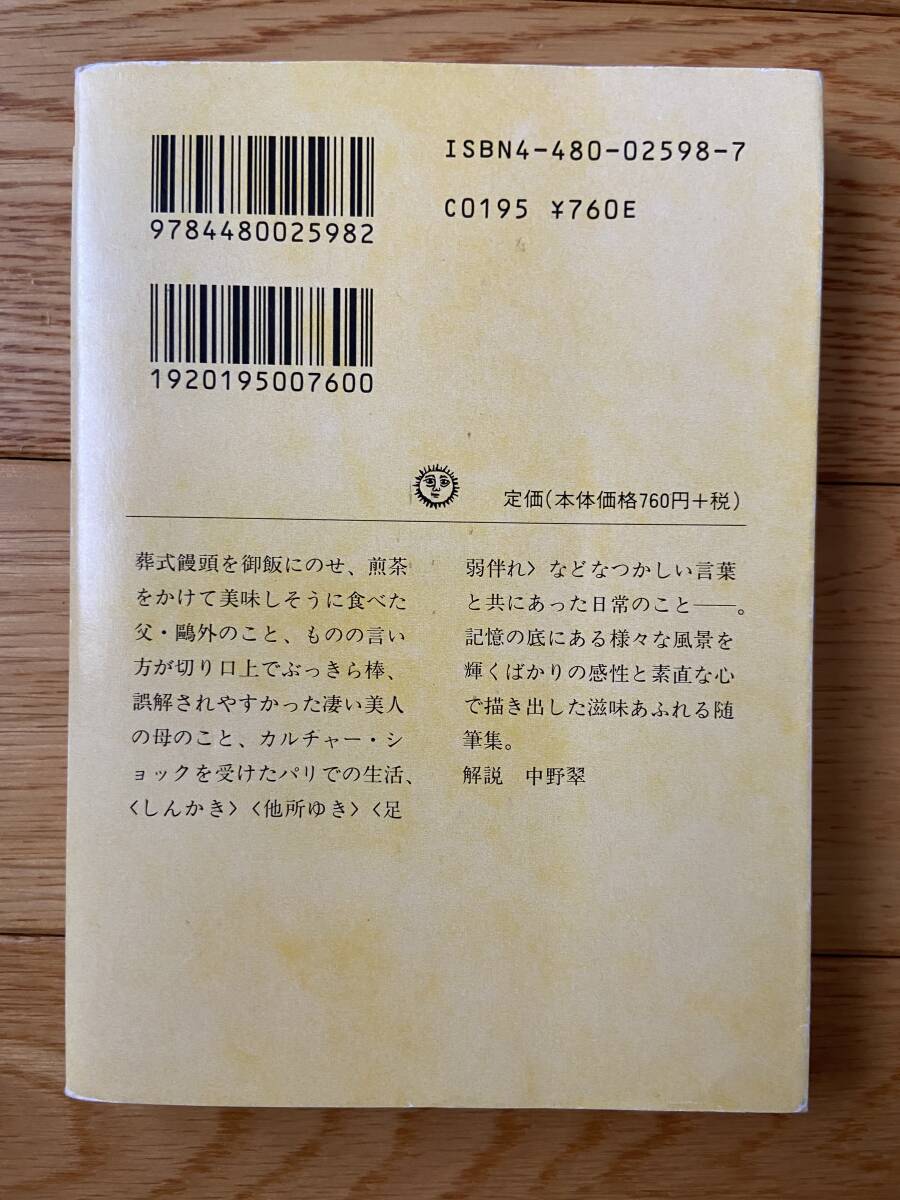 ISBN4-480-02598-7
C0195 ¥760E
9784480025982
1920195007600
定価(本体価格760円+税)
葬式饅頭を御飯にのせ、煎茶
をかけて美味しそうに食べた
父・鷗外のこと、ものの言い
方が切り口上でぶっきら棒、
誤解されやすかった凄い美人
の母のこと、カルチャー・シ
ョックを受けたパリでの生活、
〈しんかき〉〈他所ゆき〉〈足
弱伴れ〉などなつかしい言葉
と共にあった日常のこと——。
記憶の底にある様々な風景を
輝くばかりの感性と素直な心
で描き出した滋味あふれる随
筆集。
解説 中野翠